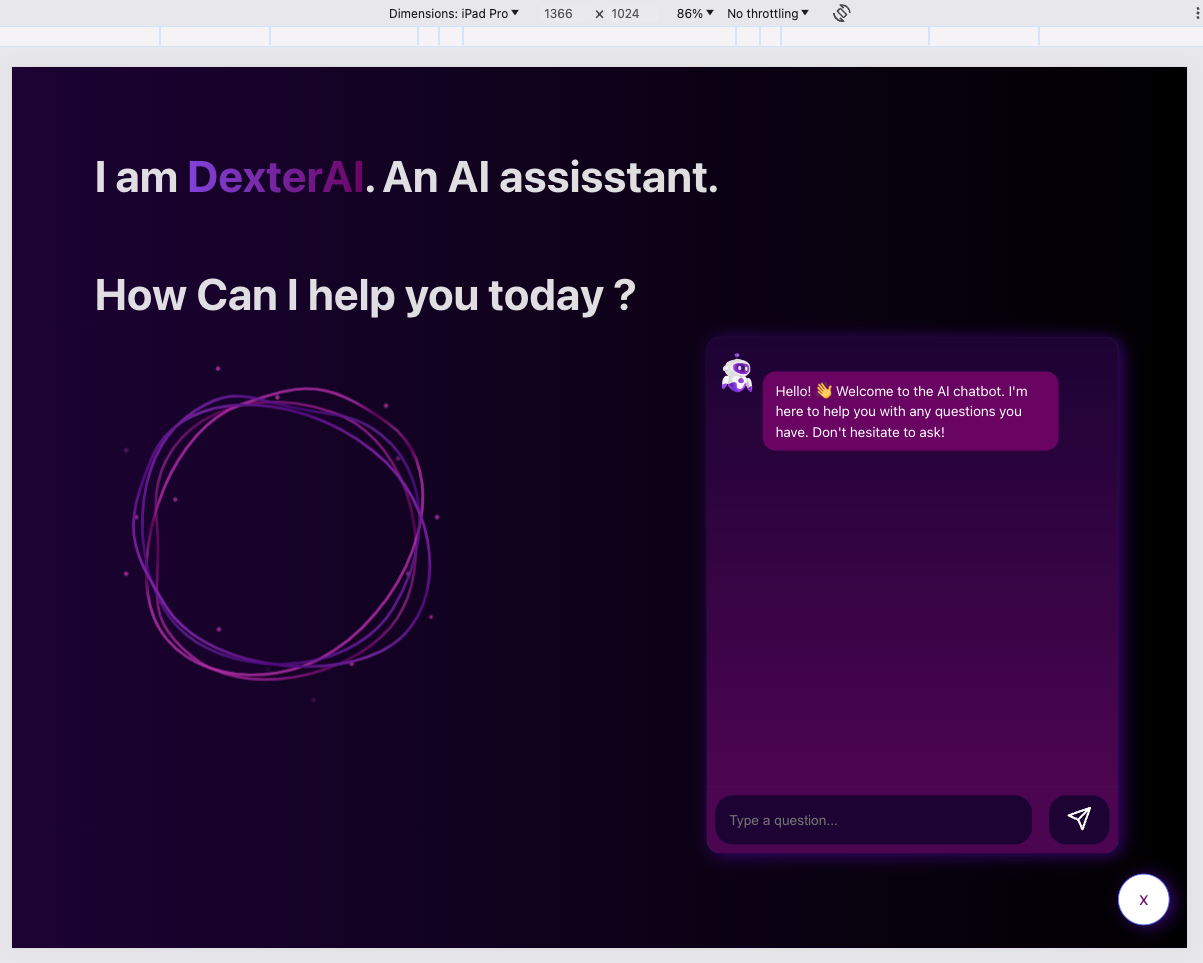 Dimensions: iPad Pro ▼ 1366 × 1024 86% ▼ No throttling ▼
I am DexterAI. An AI assisstant.
How Can I help you today ?
Hello! 👋 Welcome to the AI chatbot. I'm
here to help you with any questions you
have. Don't hesitate to ask!
Type a question...
X